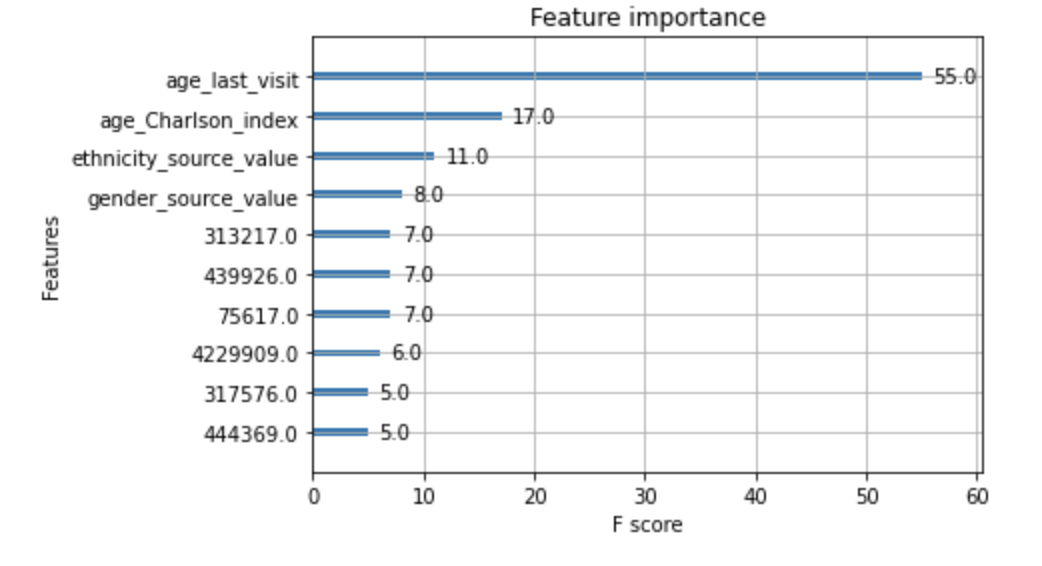 Feature importance
age_last_visit 55.0
age_Charlson_index 17.0
ethnicity_source_value 11.0
gender_source_value 8.0
313217.0 7.0
439926.0 7.0
75617.0 7.0
4229909.0 6.0
317576.0 5.0
444369.0 5.0
Features
0 10 20 30 40 50 60
F score